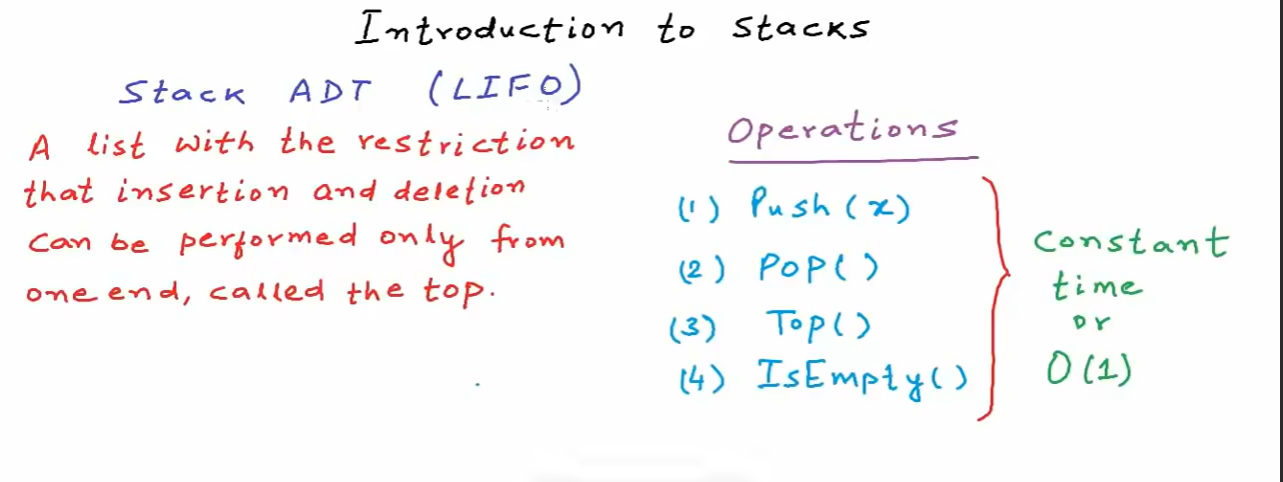 Introduction to Stacks
Stack ADT (LIFO)
A list with the restriction
that insertion and deletion
can be performed only from
one end, called the top.
Operations
(1) Push(x)
(2) Pop()
(3) Top()
(4) IsEmpty()
Constant
time
or
O(1)